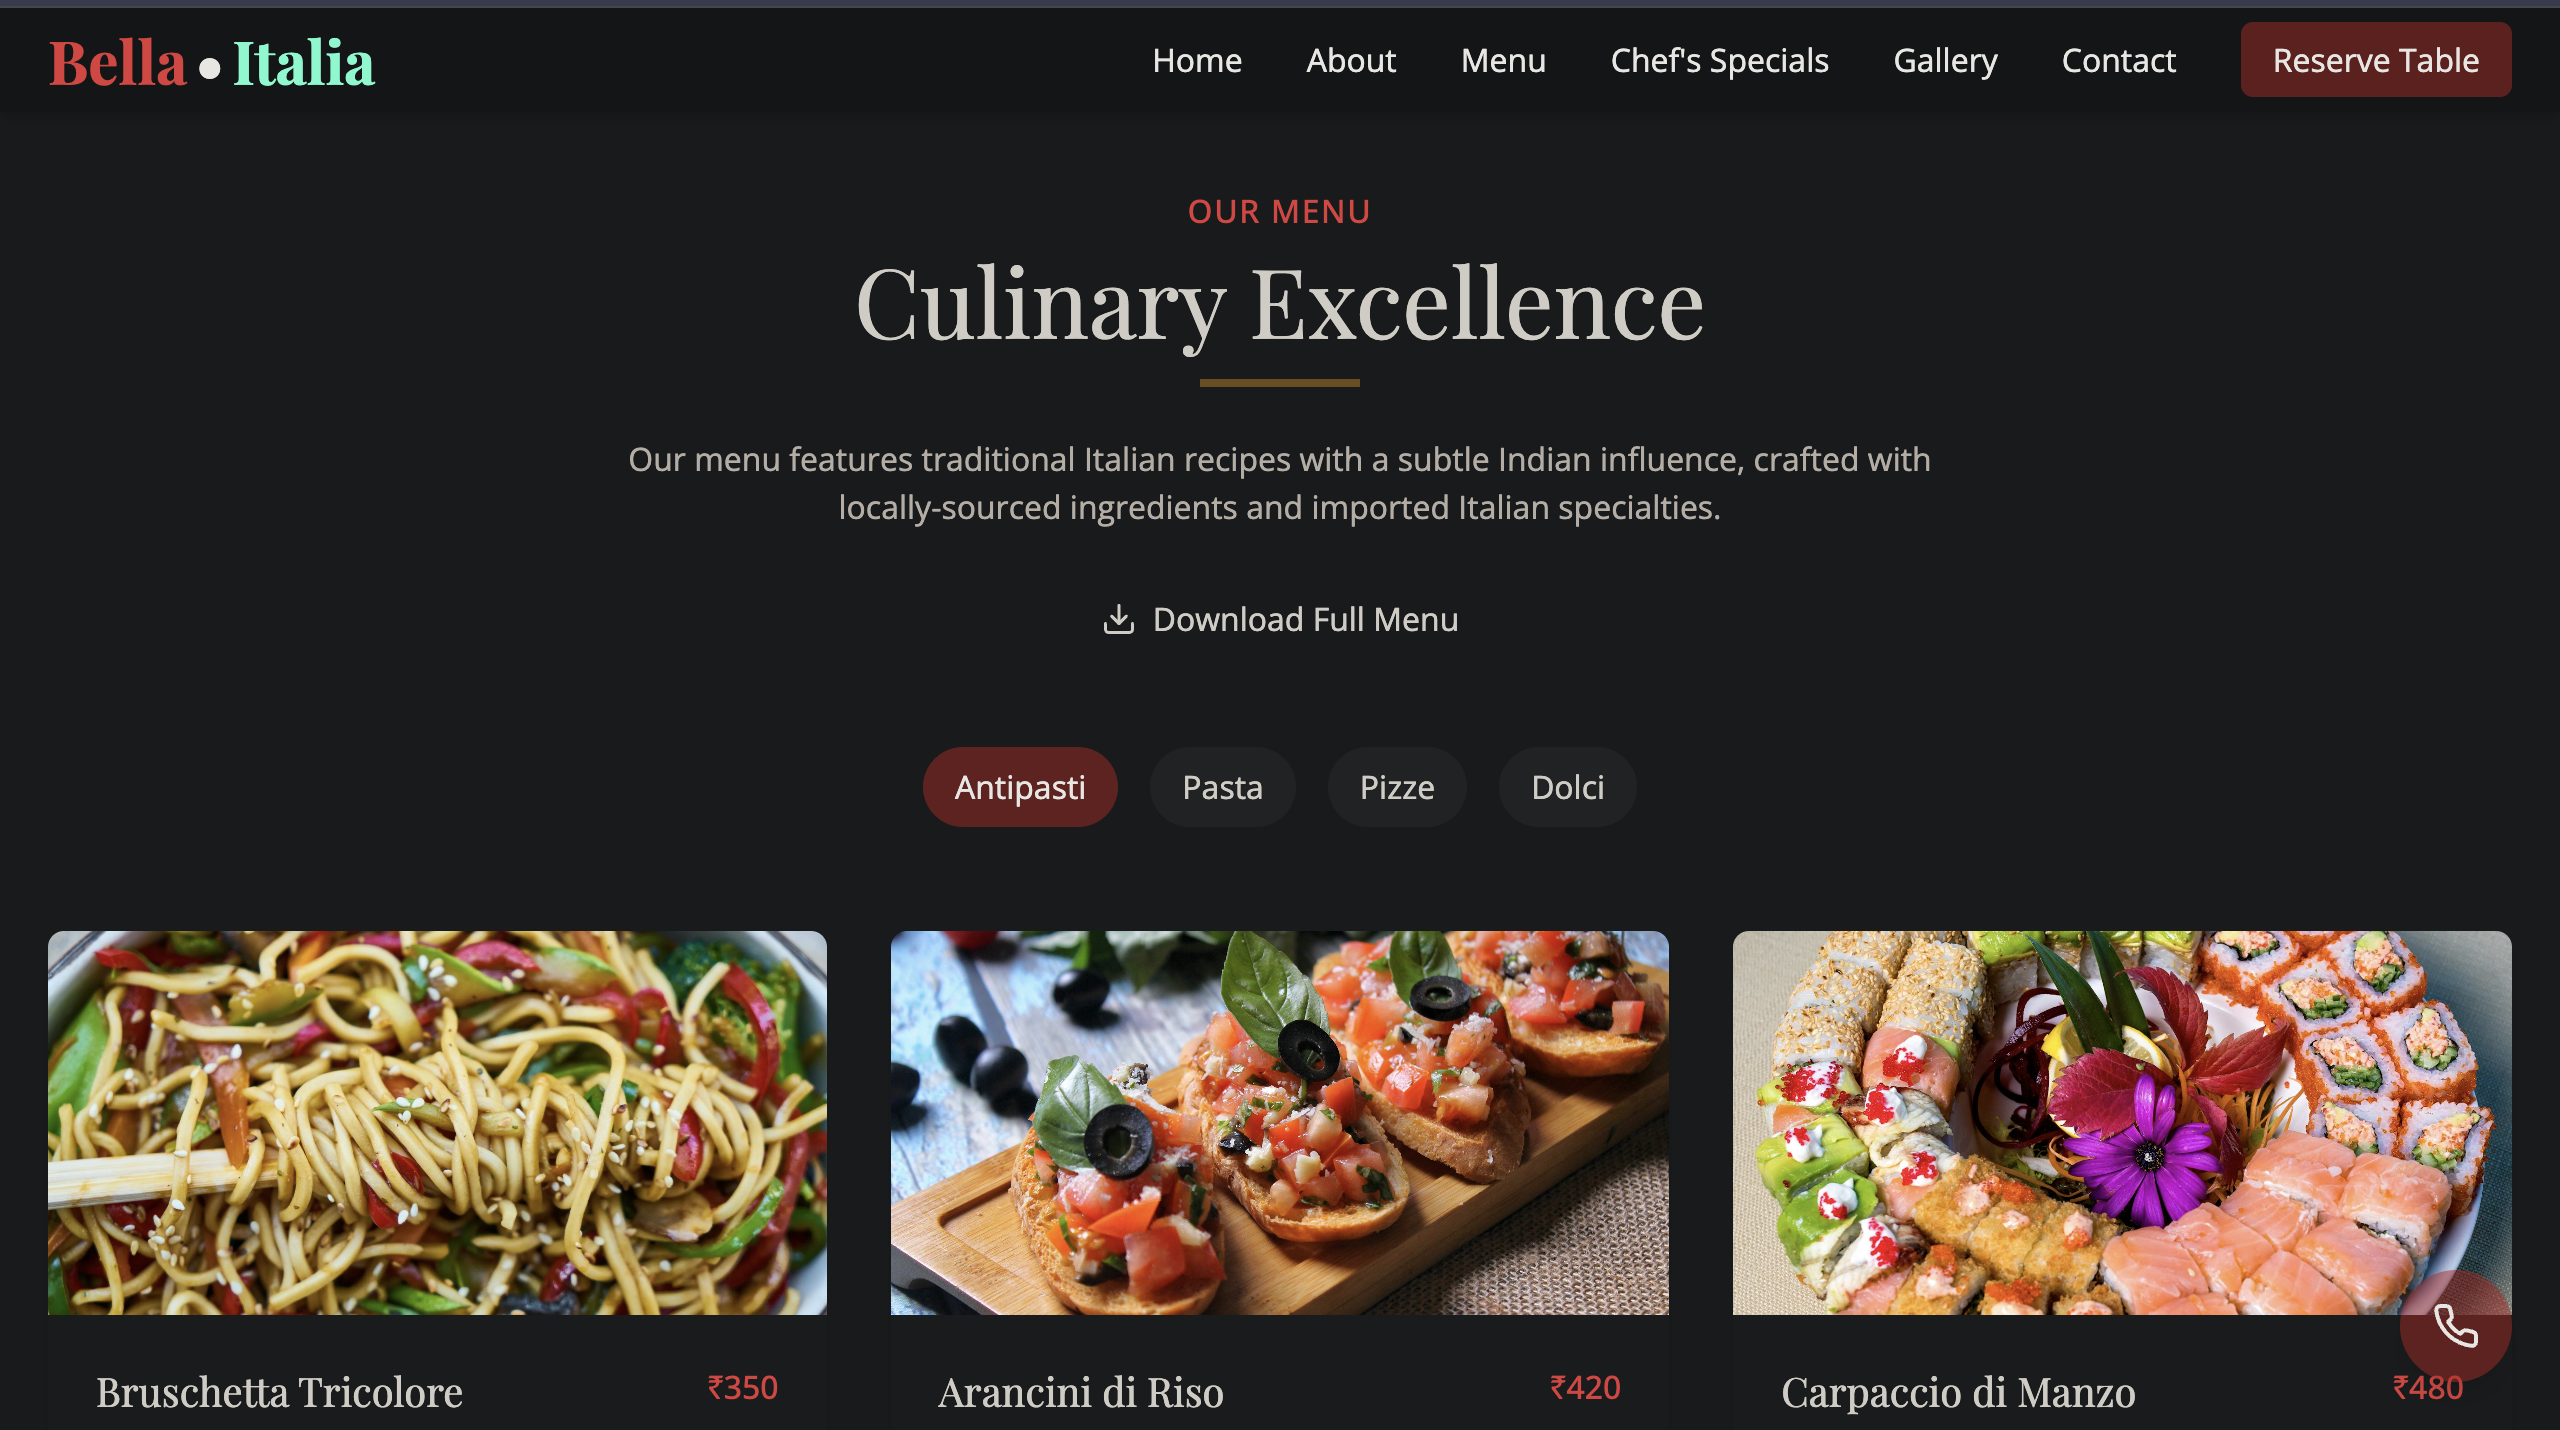 Bella • Italia
Home About Menu Chef's Specials Gallery Contact Reserve Table
OUR MENU
Culinary Excellence
Our menu features traditional Italian recipes with a subtle Indian influence, crafted with
locally-sourced ingredients and imported Italian specialties.
Download Full Menu
Antipasti Pasta Pizze Dolci
Bruschetta Tricolore ₹350
Arancini di Riso ₹420
Carpaccio di Manzo ₹480